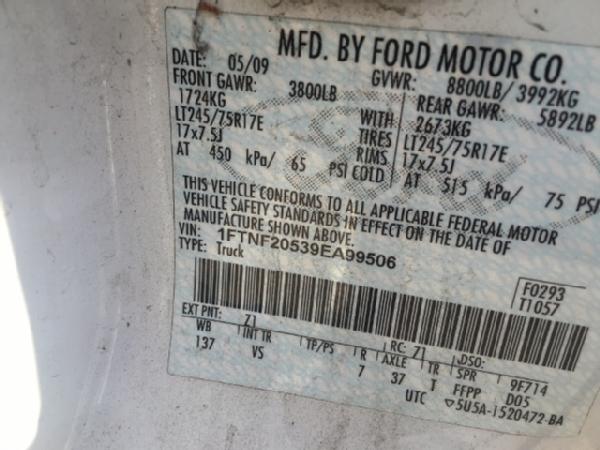 MFD. BY FORD MOTOR CO.
DATE: 05/09 GVWR: 8800LB/ 3992KG
FRONT GAWR: 3800LB REAR GAWR: 5892LB
1724KG WITH 2673KG
LT245/75R17E TIRES LT245/75R17E
17x7.5J RIMS 17x7.5J
AT 450 kPa/ 65 PSI COLD AT 515 kPa/ 75 PSI
THIS VEHICLE CONFORMS TO ALL APPLICABLE FEDERAL MOTOR
VEHICLE SAFETY STANDARDS IN EFFECT ON THE DATE OF
MANUFACTURE SHOWN ABOVE.
VIN: 1FTNF20539EA99506
TYPE: Truck
F0293
T1057
EXT PNT: Z1 RC: 71 DSO:
WB INT TR TP/PS R AXLE TR SPR 9F714
137 VS 7 37 T FFPP D05
UTC ▽5U5A-1520472-BA